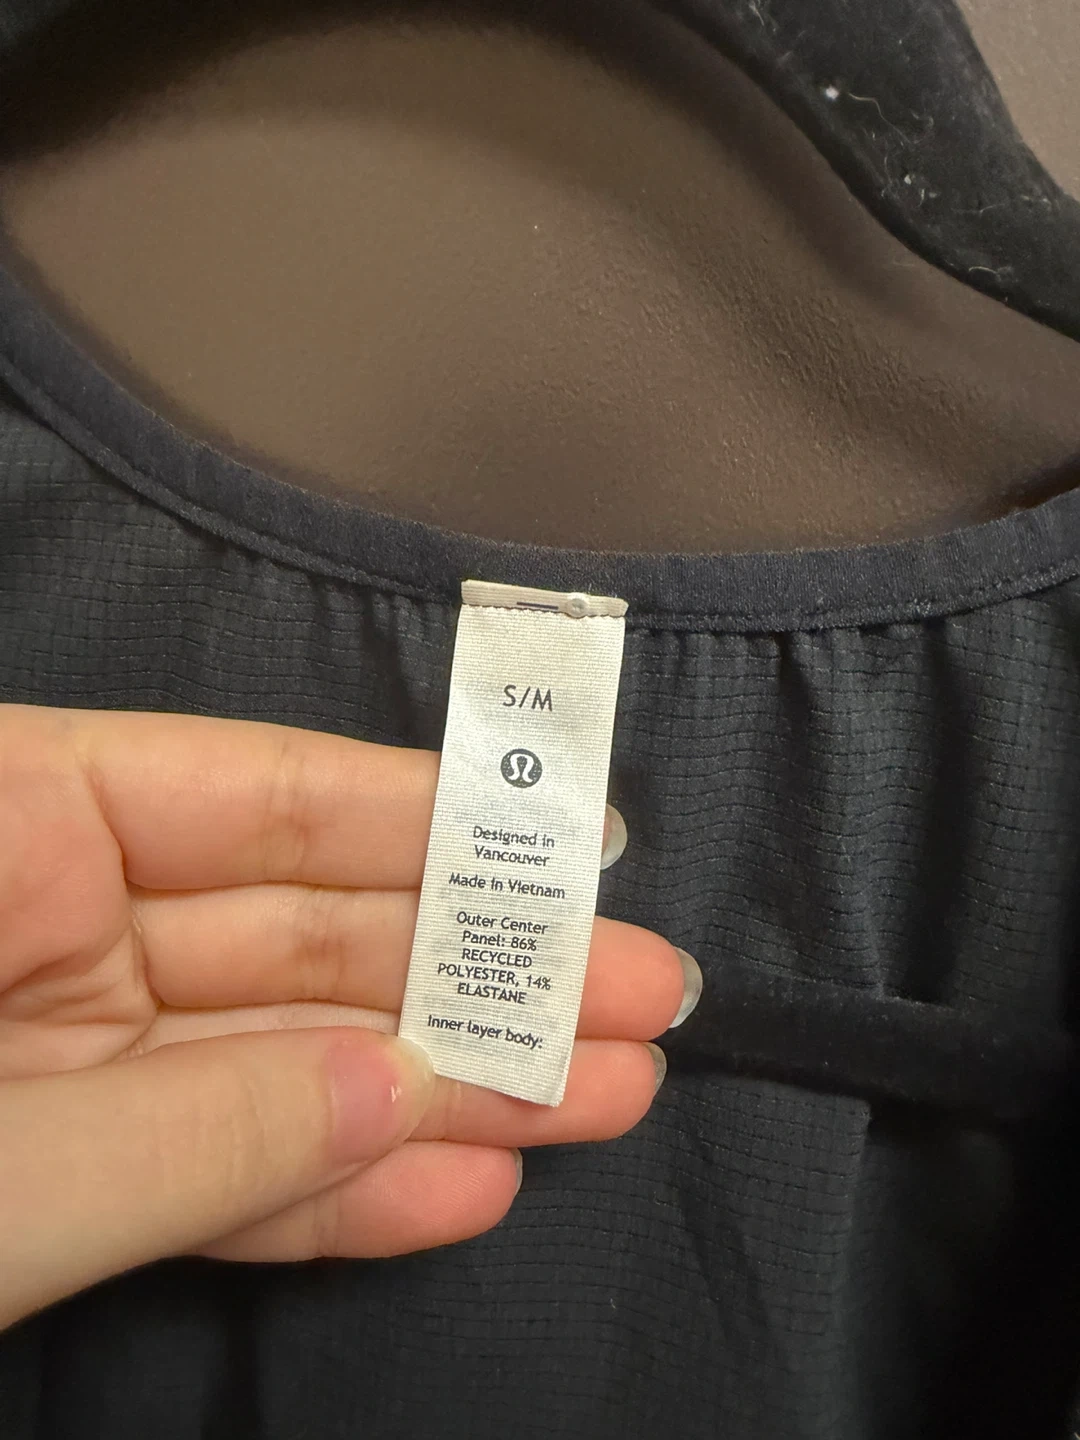 S/M
Designed in
Vancouver
Made in Vietnam
Outer Center
Panel: 86%
RECYCLED
POLYESTER, 14%
ELASTANE
Inner layer body: